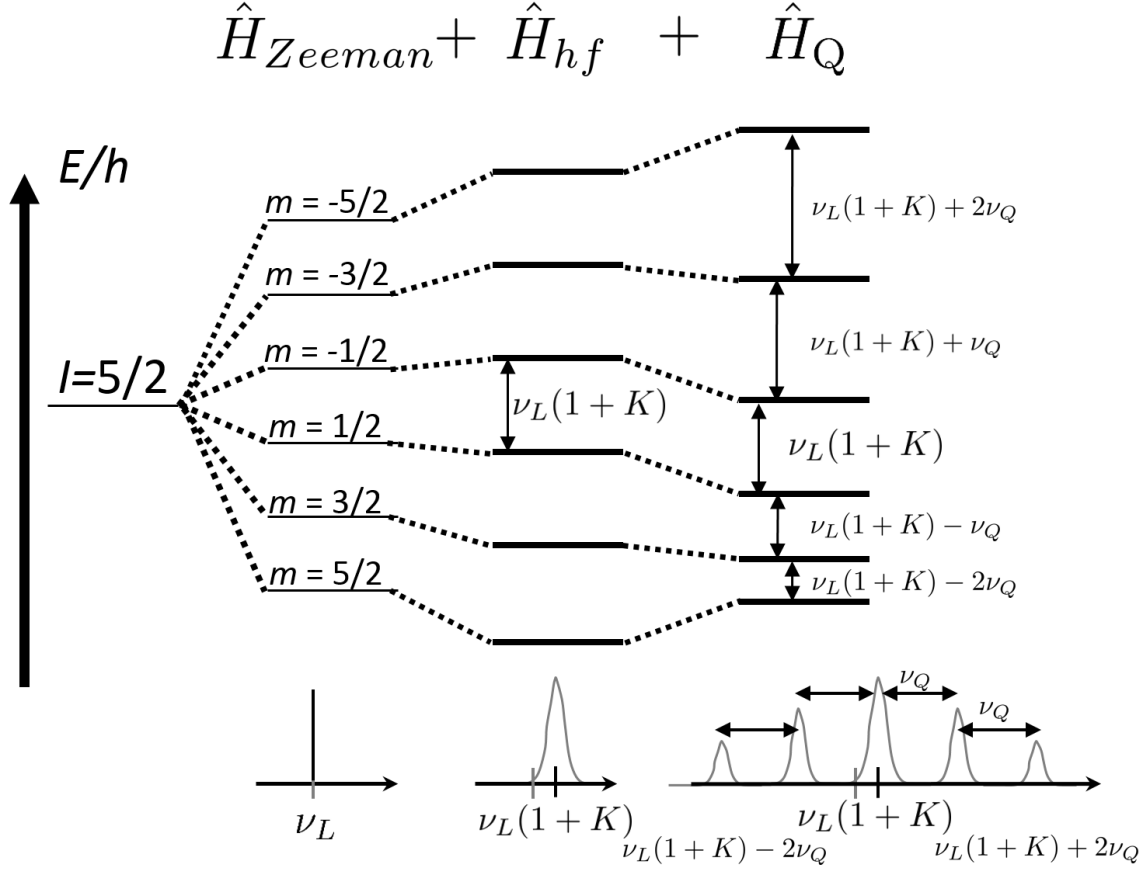 Ĥ_Zeeman + Ĥ_hf + Ĥ_Q
E/h
m = -5/2
ν_L(1 + K) + 2ν_Q
m = -3/2
ν_L(1 + K) + ν_Q
m = -1/2
I=5/2
ν_L(1 + K)
ν_L(1 + K)
m = 1/2
m = 3/2
ν_L(1 + K) − ν_Q
m = 5/2
ν_L(1 + K) − 2ν_Q
ν_Q
ν_Q
ν_L
ν_L(1 + K)
ν_L(1 + K)
ν_L(1 + K) − 2ν_Q
ν_L(1 + K) + 2ν_Q